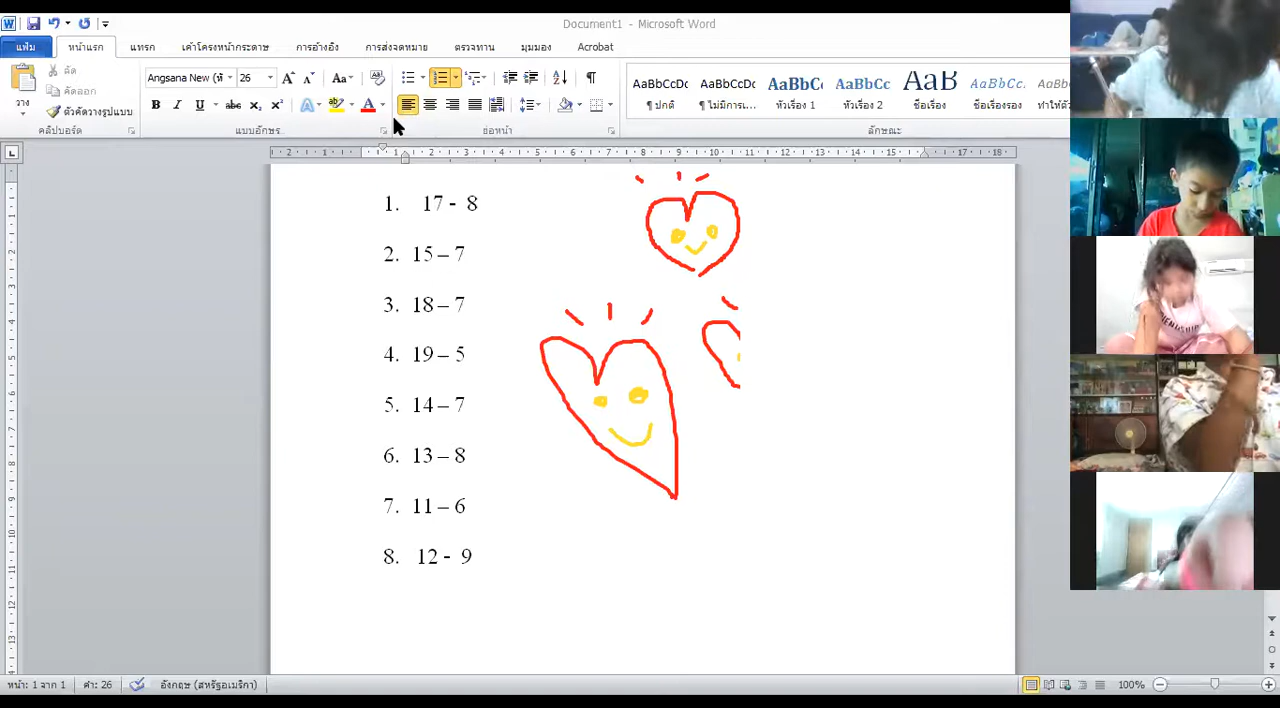 Document1 - Microsoft Word
แฟ้ม หน้าแรก แทรก เค้าโครงหน้ากระดาษ การอ้างอิง การส่งจดหมาย ตรวจทาน มุมมอง Acrobat
ตัด
คัดลอก
ตัวคัดวางรูปแบบ
วาง
Angsana New (หั 26
AaBbCcDc AaBbCcDc AaBbC AaBbCc AaB AaBbCcL AaBbCcDc
¶ ปกติ ¶ ไม่มีการเ... หัวเรื่อง 1 หัวเรื่อง 2 ชื่อเรื่อง ชื่อเรื่องรอง ทำให้ตัว
คลิปบอร์ด แบบอักษร ย่อหน้า ลักษณะ
1. 17 - 8
2. 15 – 7
3. 18 – 7
4. 19 – 5
5. 14 – 7
6. 13 – 8
7. 11 – 6
8. 12 - 9
หน้า: 1 จาก 1 คำ: 26 อังกฤษ (สหรัฐอเมริกา) 100%